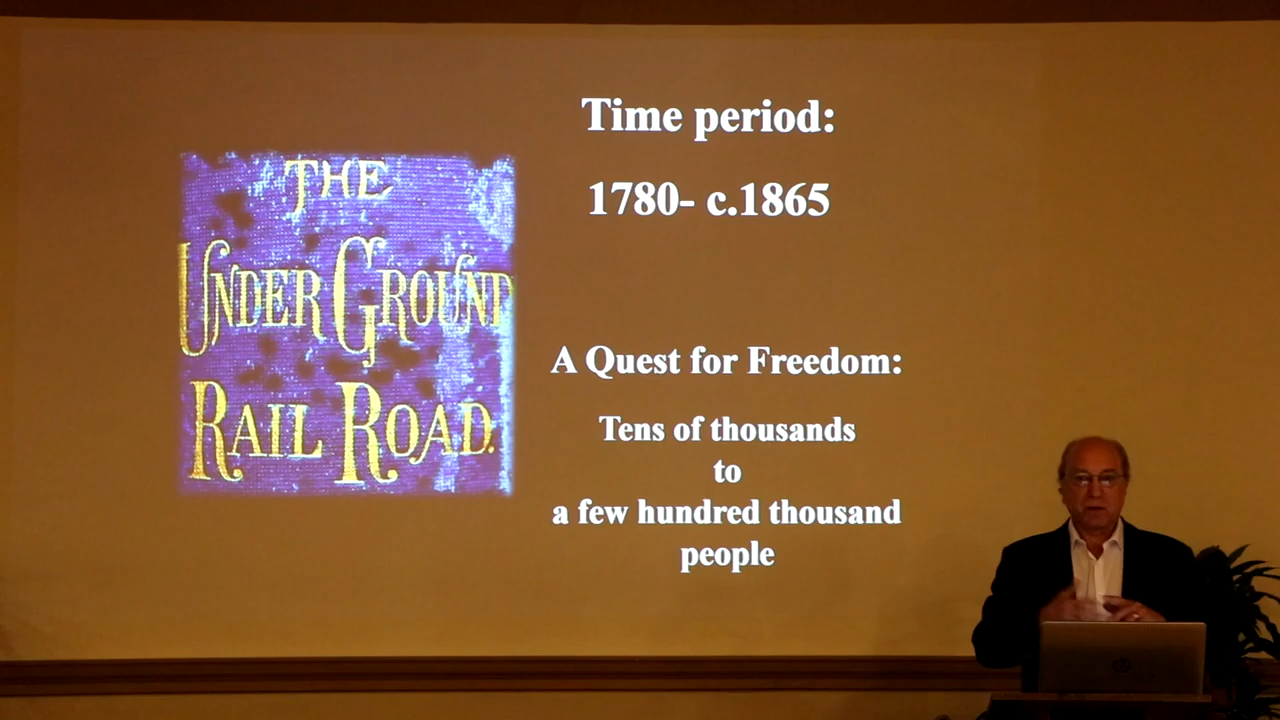 THE
UNDER GROUND
RAIL ROAD.
Time period:
1780- c.1865
A Quest for Freedom:
Tens of thousands
to
a few hundred thousand
people